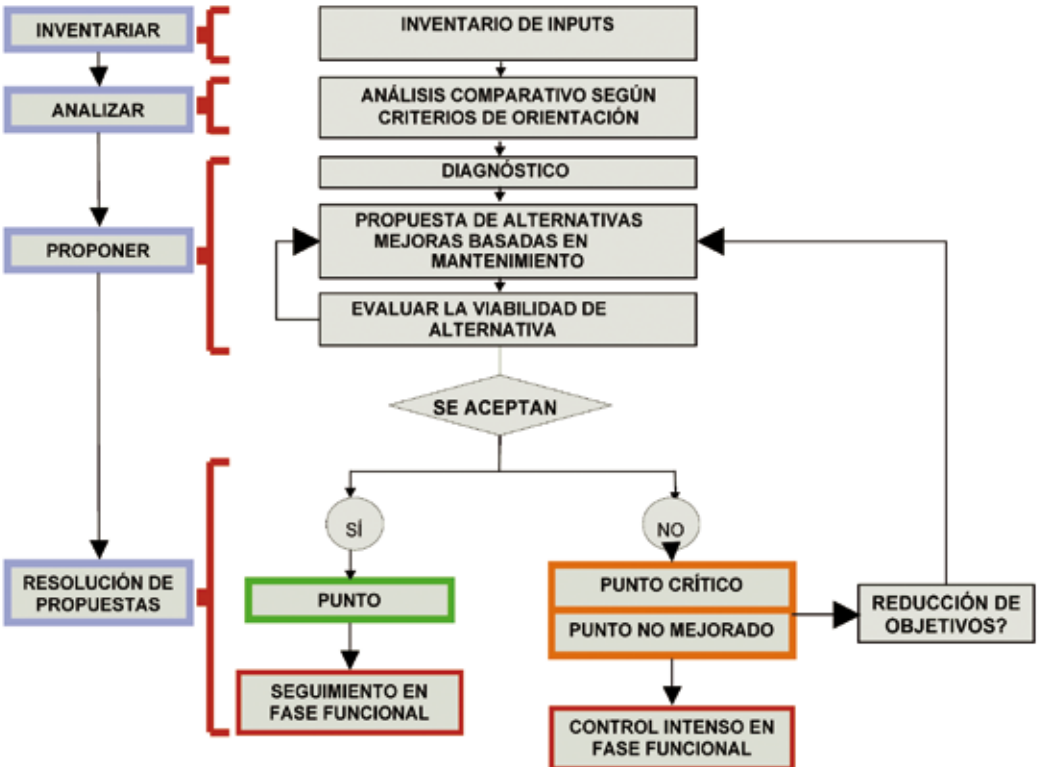 INVENTARIAR
INVENTARIO DE INPUTS
ANALIZAR
ANÁLISIS COMPARATIVO SEGÚN
CRITERIOS DE ORIENTACIÓN
DIAGNÓSTICO
PROPONER
PROPUESTA DE ALTERNATIVAS
MEJORAS BASADAS EN
MANTENIMIENTO
EVALUAR LA VIABILIDAD DE
ALTERNATIVA
SE ACEPTAN
SÍ
NO
RESOLUCIÓN DE
PROPUESTAS
PUNTO
SEGUIMIENTO EN
FASE FUNCIONAL
PUNTO CRÍTICO
PUNTO NO MEJORADO
REDUCCIÓN DE
OBJETIVOS?
CONTROL INTENSO EN
FASE FUNCIONAL